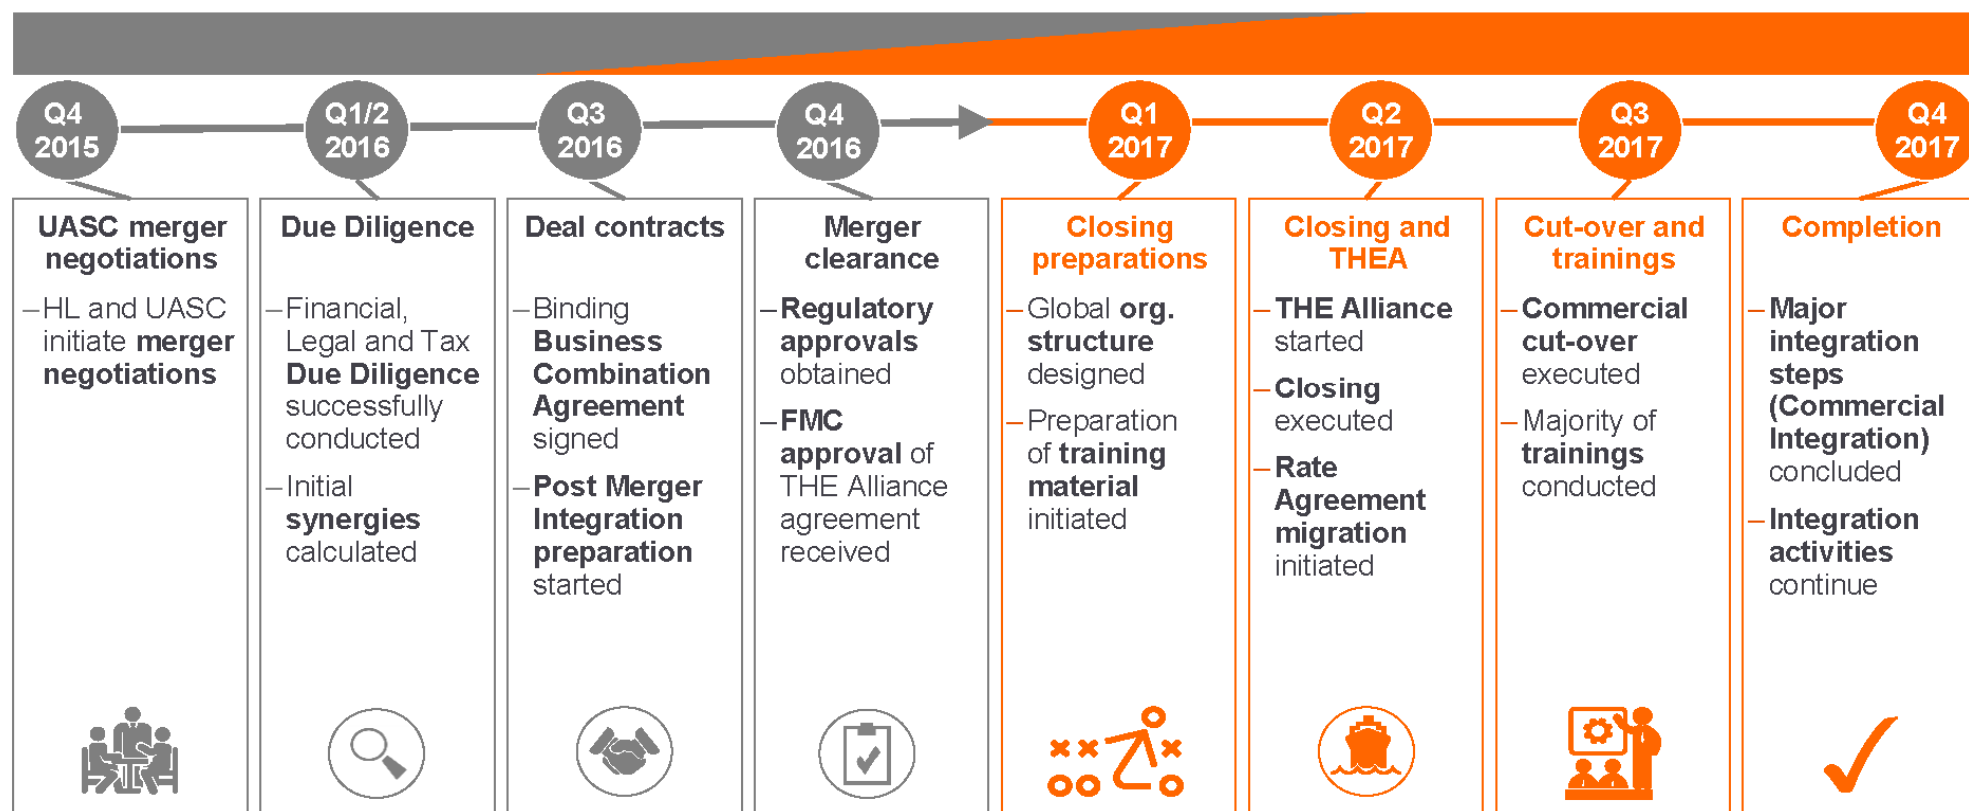 Q4
2015
Q1/2
2016
Q3
2016
Q4
2016
Q1
2017
Q2
2017
Q3
2017
Q4
2017
UASC merger
negotiations
–HL and UASC
initiate merger
negotiations
Due Diligence
–Financial,
Legal and Tax
Due Diligence
successfully
conducted
–Initial
synergies
calculated
Deal contracts
–Binding
Business
Combination
Agreement
signed
–Post Merger
Integration
preparation
started
Merger
clearance
–Regulatory
approvals
obtained
–FMC
approval of
THE Alliance
agreement
received
Closing
preparations
–Global org.
structure
designed
–Preparation
of training
material
initiated
Closing and
THEA
–THE Alliance
started
–Closing
executed
–Rate
Agreement
migration
initiated
Cut-over and
trainings
–Commercial
cut-over
executed
–Majority of
trainings
conducted
Completion
–Major
integration
steps
(Commercial
Integration)
concluded
–Integration
activities
continue